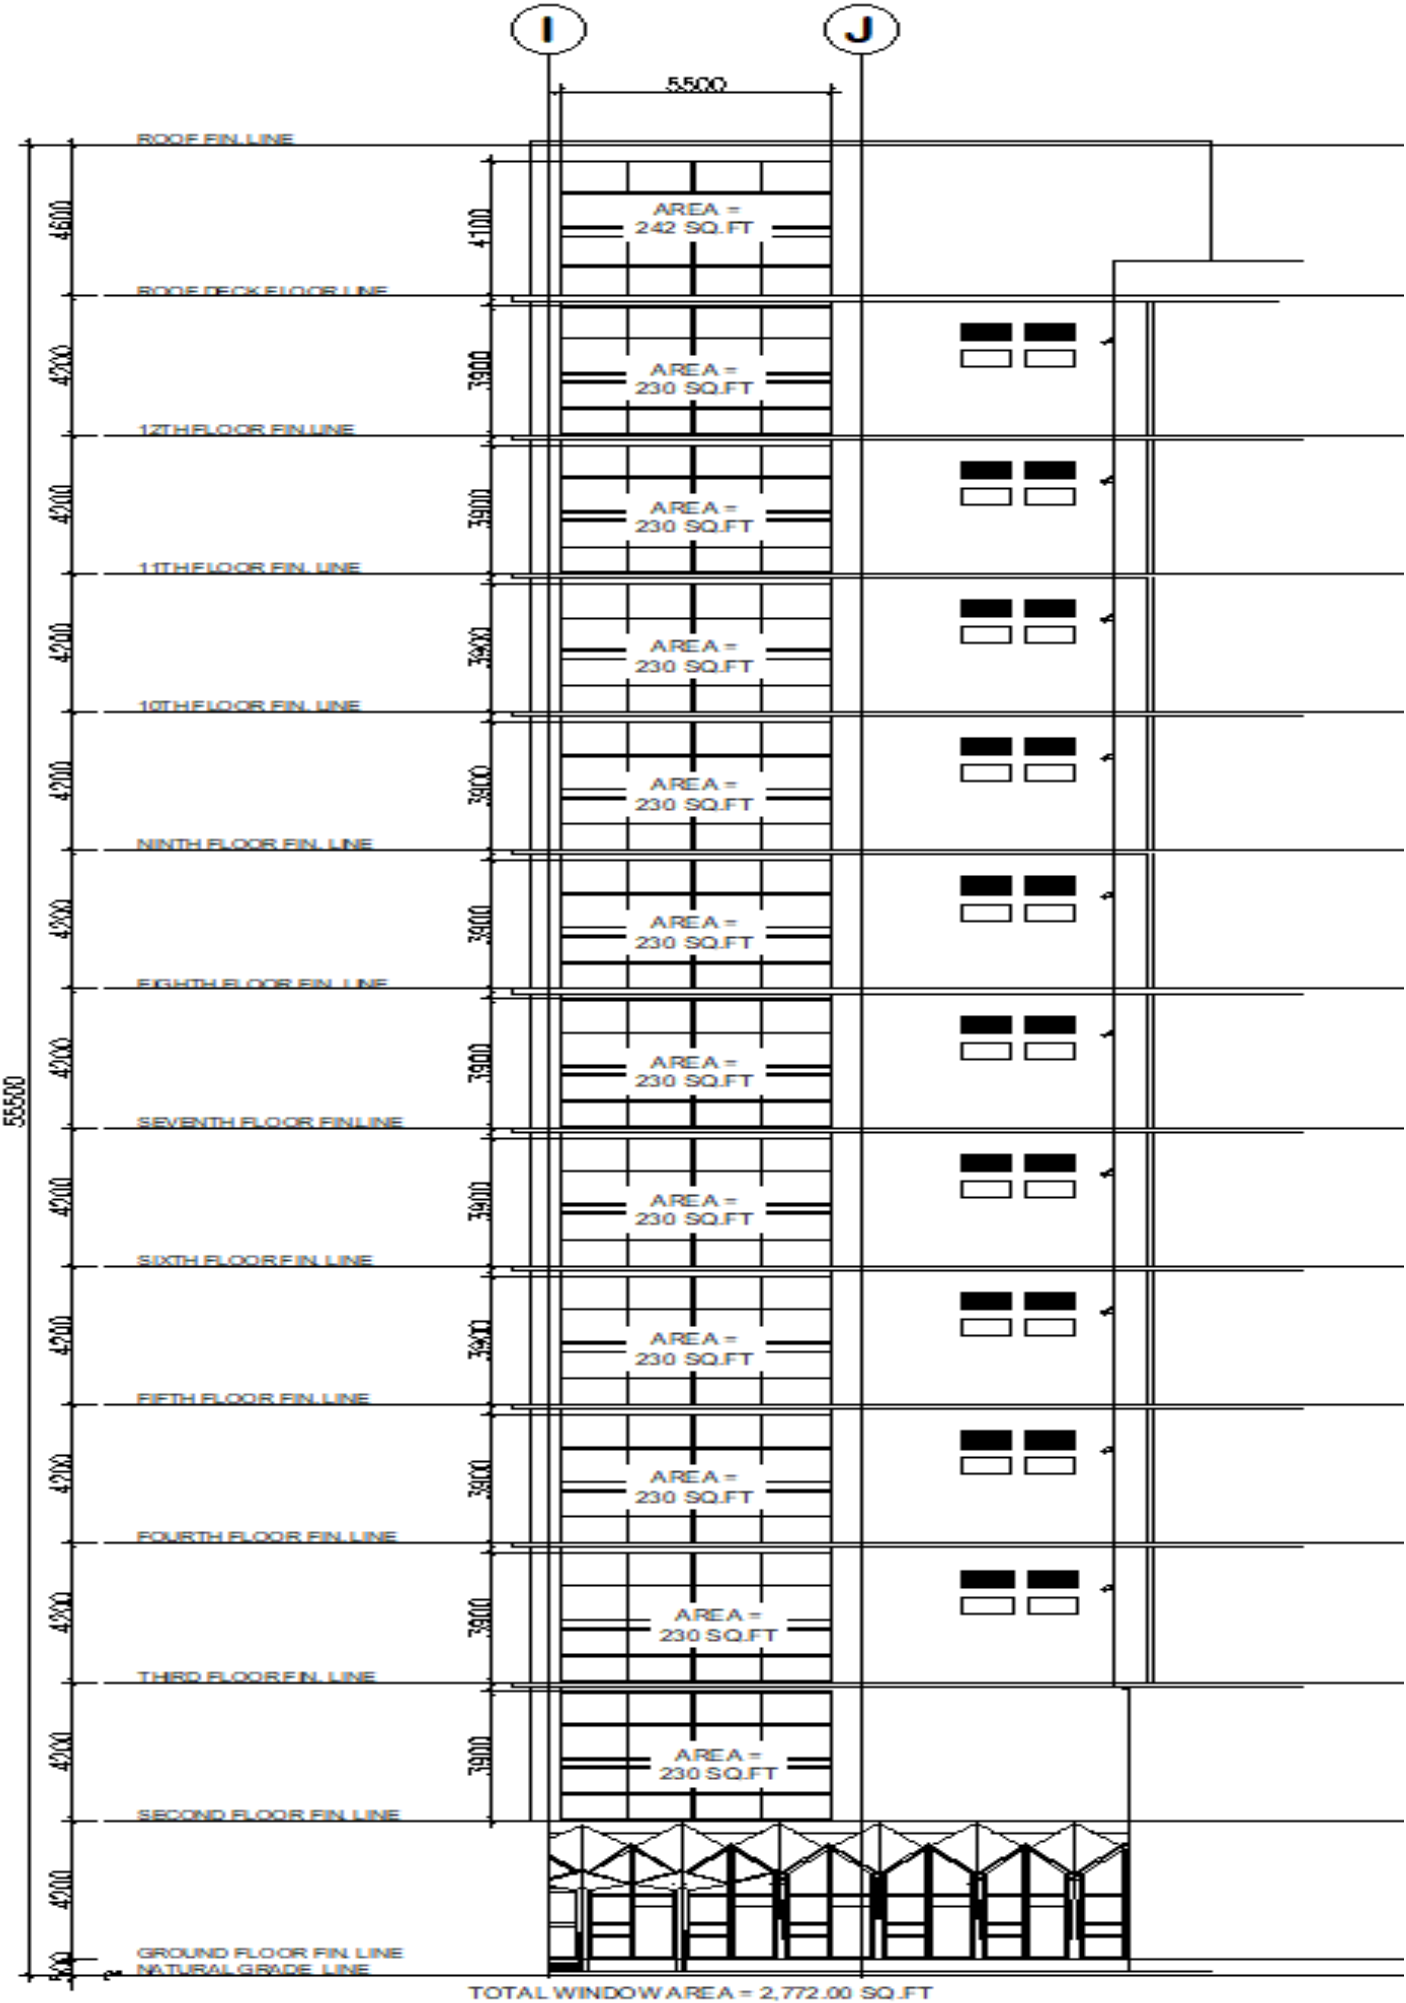 I J
5500
ROOF FIN. LINE
4600
4100
AREA =
242 SQ.FT
ROOF DECK FLOOR LINE
4200
3900
AREA =
230 SQ.FT
12TH FLOOR FIN. LINE
4200
3900
AREA =
230 SQ.FT
11TH FLOOR FIN. LINE
4200
3900
AREA =
230 SQ.FT
10TH FLOOR FIN. LINE
4200
3900
AREA =
230 SQ.FT
NINTH FLOOR FIN. LINE
4200
3900
AREA =
230 SQ.FT
EIGHTH FLOOR FIN. LINE
4200
3900
AREA =
230 SQ.FT
55500
SEVENTH FLOOR FIN.LINE
4200
3900
AREA =
230 SQ.FT
SIXTH FLOOR FIN. LINE
4200
3900
AREA =
230 SQ.FT
FIFTH FLOOR FIN. LINE
4200
3900
AREA =
230 SQ.FT
FOURTH FLOOR FIN. LINE
4200
3900
AREA =
230 SQ.FT
THIRD FLOOR FIN. LINE
4200
3900
AREA =
230 SQ.FT
SECOND FLOOR FIN. LINE
4200
GROUND FLOOR FIN. LINE
NATURAL GRADE LINE
TOTAL WINDOW AREA = 2,772.00 SQ.FT